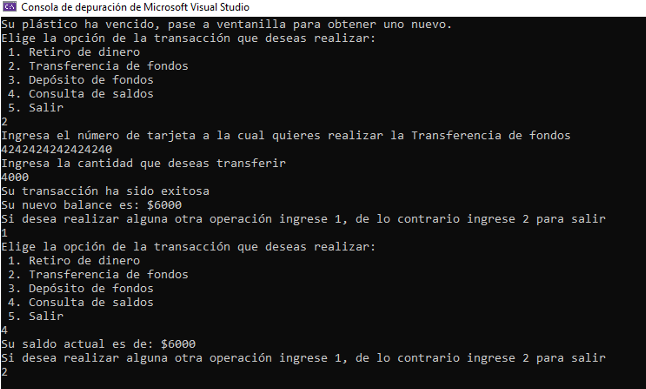 Consola de depuración de Microsoft Visual Studio
Su plástico ha vencido, pase a ventanilla para obtener uno nuevo.
Elige la opción de la transacción que deseas realizar:
1. Retiro de dinero
2. Transferencia de fondos
3. Depósito de fondos
4. Consulta de saldos
5. Salir
2
Ingresa el número de tarjeta a la cual quieres realizar la Transferencia de fondos
4242424242424240
Ingresa la cantidad que deseas transferir
4000
Su transacción ha sido exitosa
Su nuevo balance es: $6000
Si desea realizar alguna otra operación ingrese 1, de lo contrario ingrese 2 para salir
1
Elige la opción de la transacción que deseas realizar:
1. Retiro de dinero
2. Transferencia de fondos
3. Depósito de fondos
4. Consulta de saldos
5. Salir
4
Su saldo actual es de: $6000
Si desea realizar alguna otra operación ingrese 1, de lo contrario ingrese 2 para salir
2